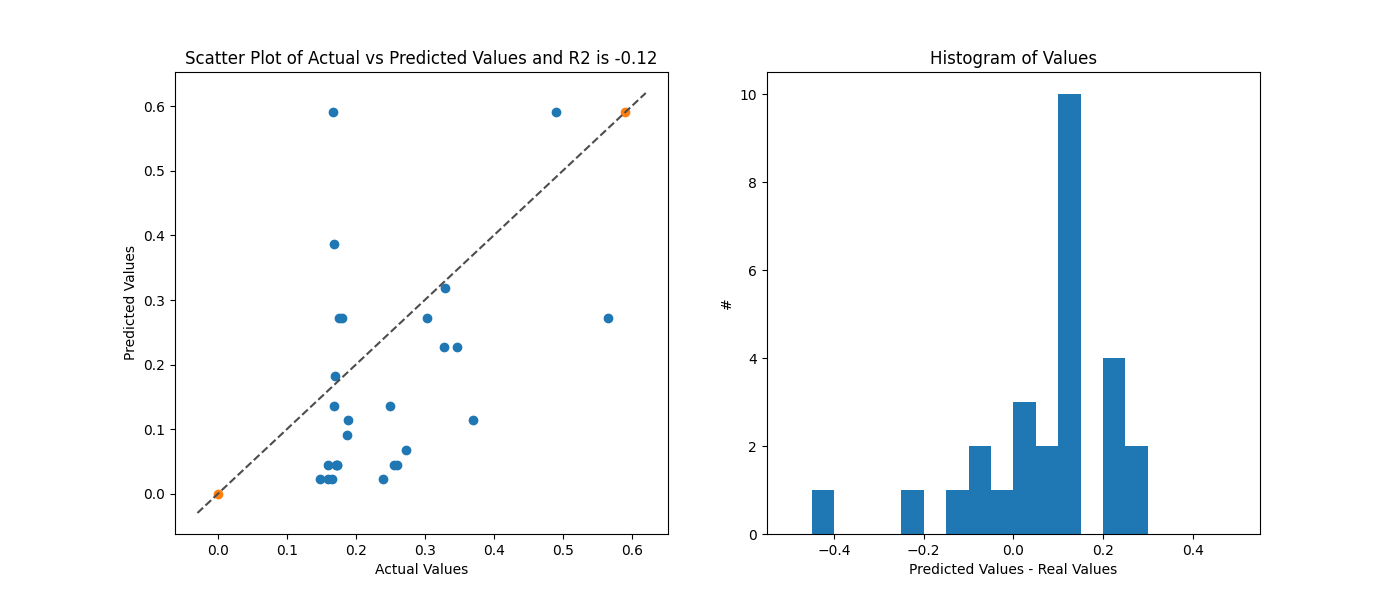 Scatter Plot of Actual vs Predicted Values and R2 is -0.12
Predicted Values
0.6
0.5
0.4
0.3
0.2
0.1
0.0
0.0 0.1 0.2 0.3 0.4 0.5 0.6
Actual Values
Histogram of Values
#
10
8
6
4
2
0
−0.4 −0.2 0.0 0.2 0.4
Predicted Values - Real Values